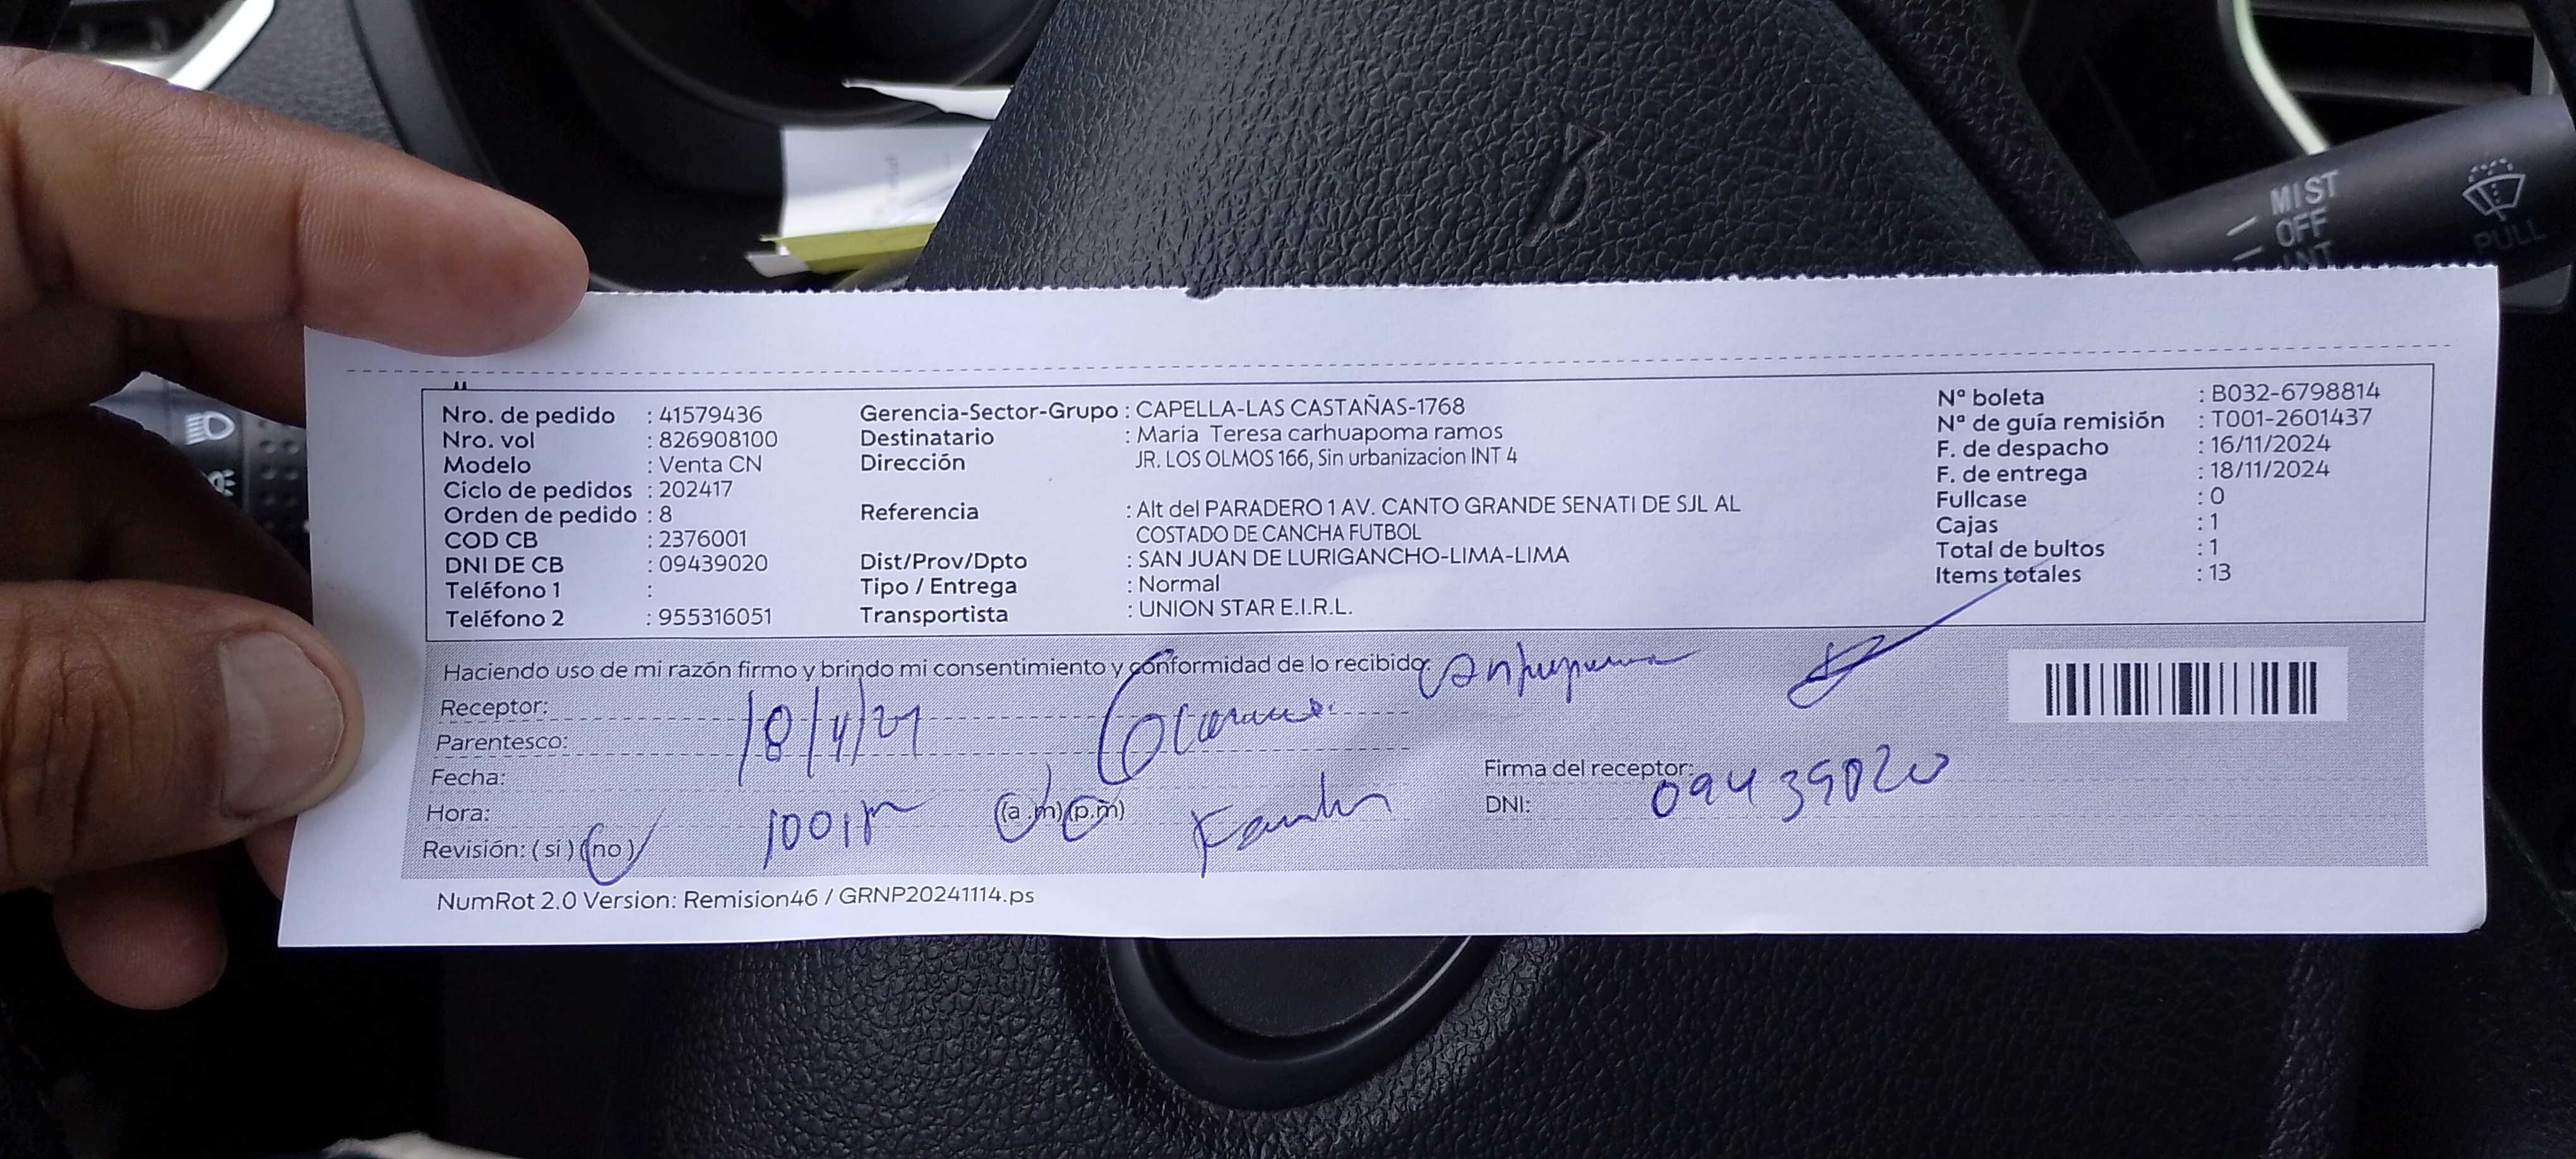 MIST
OFF
INT
PULL
Nro. de pedido : 41579436
Nro. vol : 826908100
Modelo : Venta CN
Ciclo de pedidos : 202417
Orden de pedido : 8
COD CB : 2376001
DNI DE CB : 09439020
Teléfono 1 :
Teléfono 2 : 955316051
Gerencia-Sector-Grupo : CAPELLA-LAS CASTAÑAS-1768
Destinatario : Maria Teresa carhuapoma ramos
Dirección JR. LOS OLMOS 166, Sin urbanizacion INT 4
Referencia : Alt del PARADERO 1 AV. CANTO GRANDE SENATI DE SJL AL
COSTADO DE CANCHA FUTBOL
Dist/Prov/Dpto : SAN JUAN DE LURIGANCHO-LIMA-LIMA
Tipo / Entrega : Normal
Transportista : UNION STAR E.I.R.L.
Nº boleta : B032-6798814
Nª de guía remisión : T001-2601437
F. de despacho : 16/11/2024
F. de entrega : 18/11/2024
Fullcase : 0
Cajas : 1
Total de bultos : 1
Items totales : 13
Haciendo uso de mi razón firmo y brindo mi consentimiento y conformidad de lo recibido:
Receptor:
Parentesco:
Fecha:
Hora: (a.m)(p.m)
Revisión: ( si ) (no)
Firma del receptor:
DNI: 09439020
NumRot 2.0 Version: Remision46 / GRNP20241114.ps